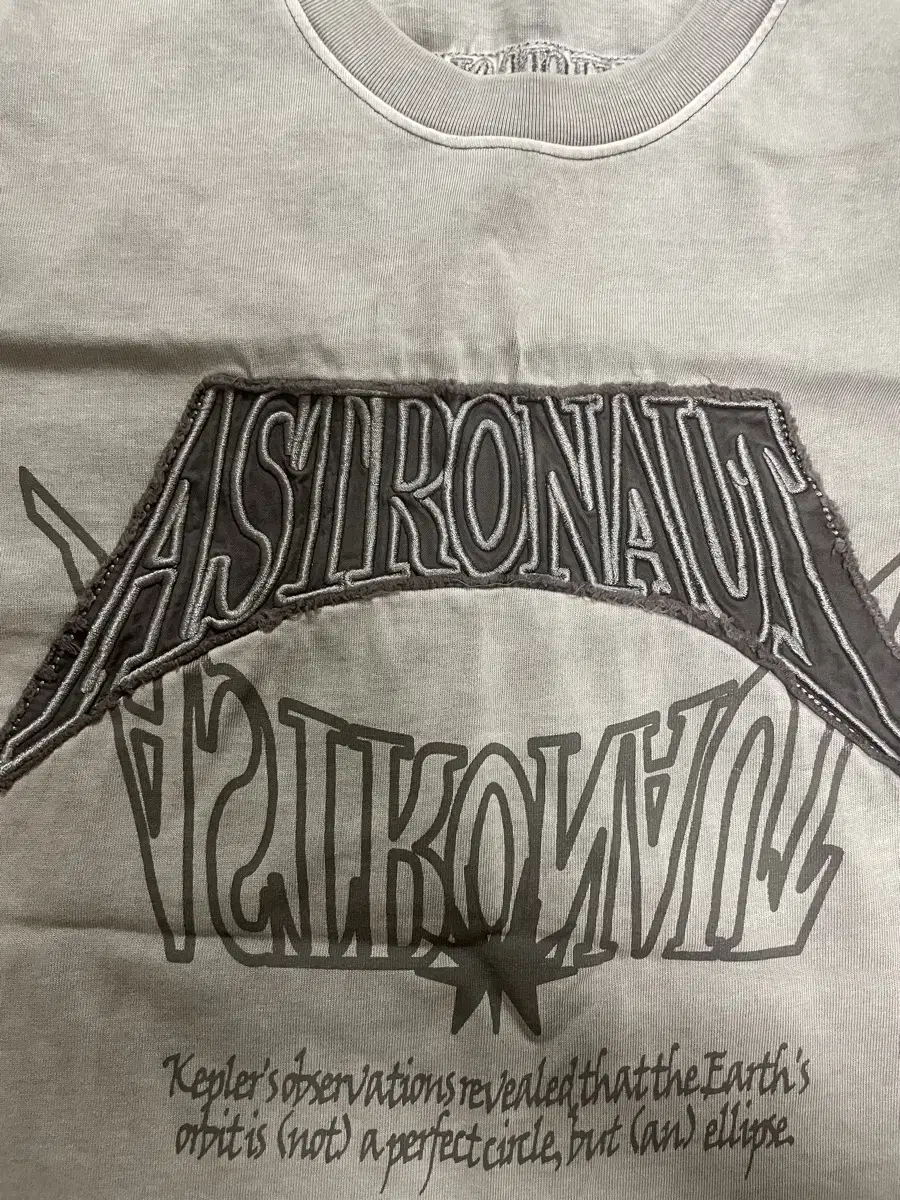 ASTRONAUT
ASTRONAUT
Kepler's observations revealed that the Earth's
orbit is (not) a perfect circle, but (an) ellipse.